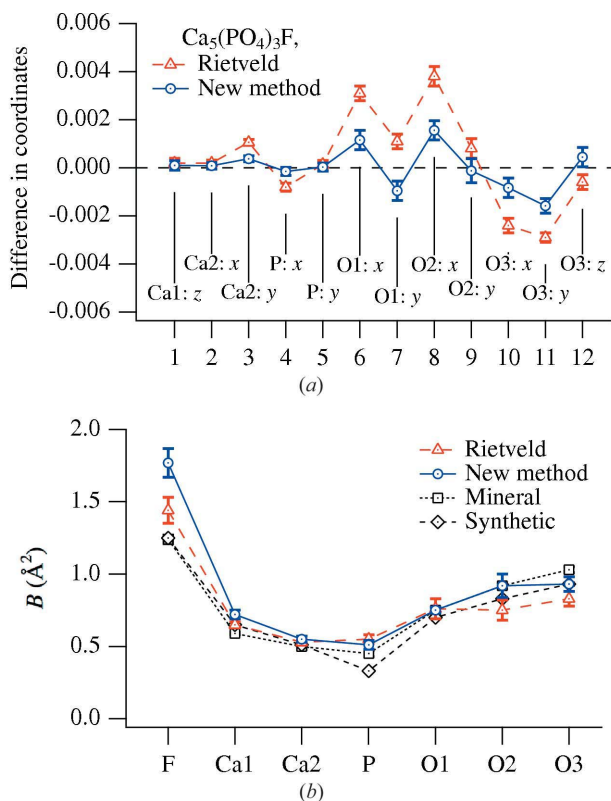 0.006
0.004
0.002
0.000
-0.002
-0.004
-0.006
Difference in coordinates
Ca5(PO4)3F,
Rietveld
New method
Ca1: z
Ca2: x
Ca2: y
P: x
P: y
O1: x
O1: y
O2: x
O2: y
O3: x
O3: y
O3: z
1 2 3 4 5 6 7 8 9 10 11 12
(a)
2.0
1.5
1.0
0.5
0.0
B (Å²)
Rietveld
New method
Mineral
Synthetic
F Ca1 Ca2 P O1 O2 O3
(b)